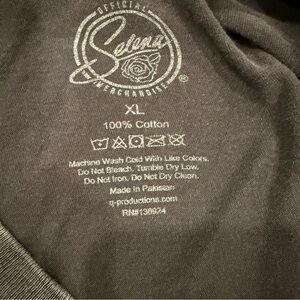 OFFICIAL
Selena
MERCHANDISE
®
XL
100% Cotton
Machine Wash Cold With Like Colors.
Do Not Bleach. Tumble Dry Low.
Do Not Iron. Do Not Dry Clean.
Made In Pakistan
q-productions.com
RN#138924